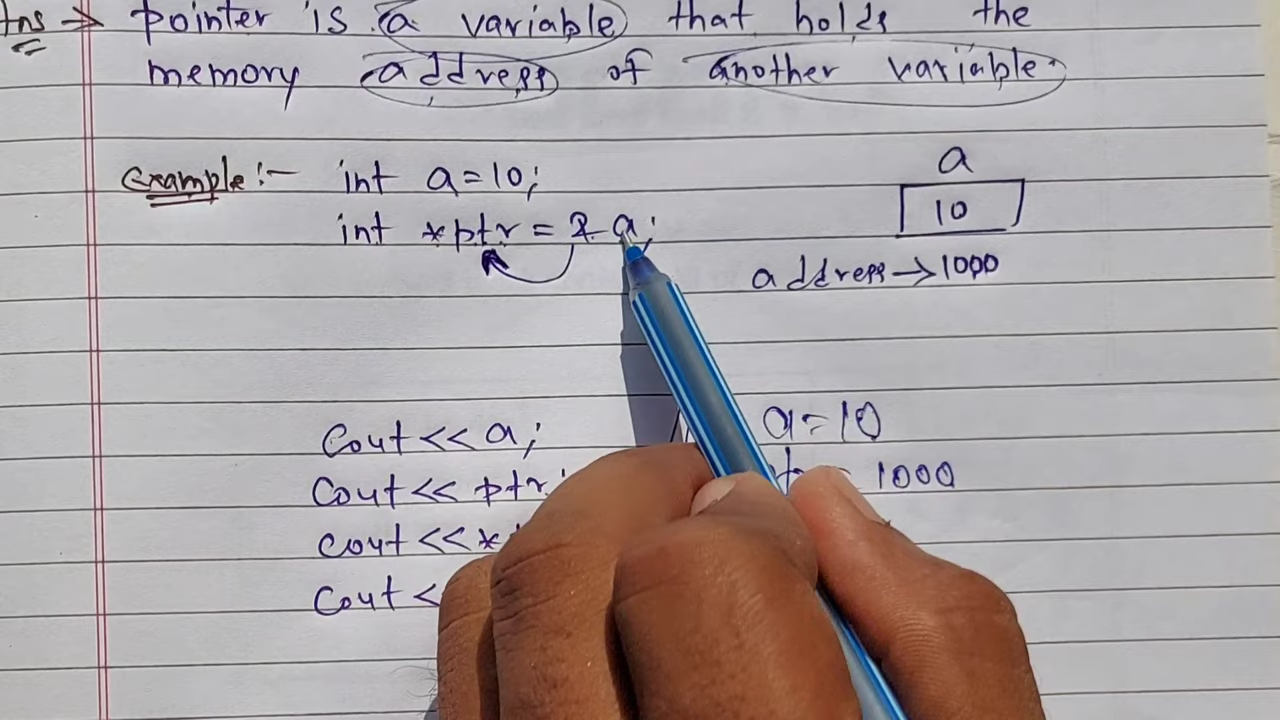 Ans → pointer is a variable that holds the
memory address of another variable.
Example:- int a=10;
int *ptr = & a;
a
10
address → 1000
cout << a;
a = 10
cout << ptr
1000
cout << *
cout <